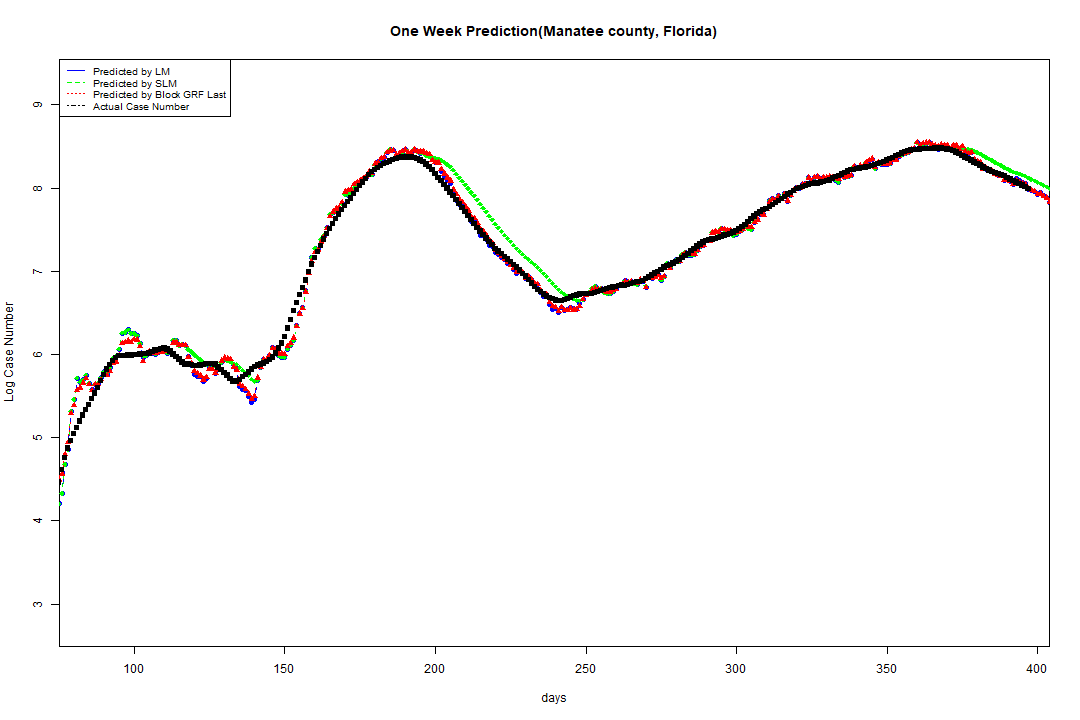 One Week Prediction(Manatee county, Florida)
Predicted by LM
Predicted by SLM
Predicted by Block GRF Last
Actual Case Number
9
8
7
6
5
4
3
Log Case Number
100 150 200 250 300 350 400
days